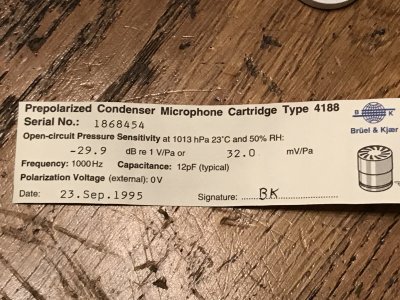 Prepolarized Condenser Microphone Cartridge Type 4188
Serial No.: 1868454
B K
Brüel & Kjær
Open-circuit Pressure Sensitivity at 1013 hPa 23°C and 50% RH:
-29.9 dB re 1 V/Pa or 32.0 mV/Pa
Frequency: 1000Hz Capacitance: 12pF (typical)
Polarization Voltage (external): 0V
Date: 23.Sep.1995 Signature: BK